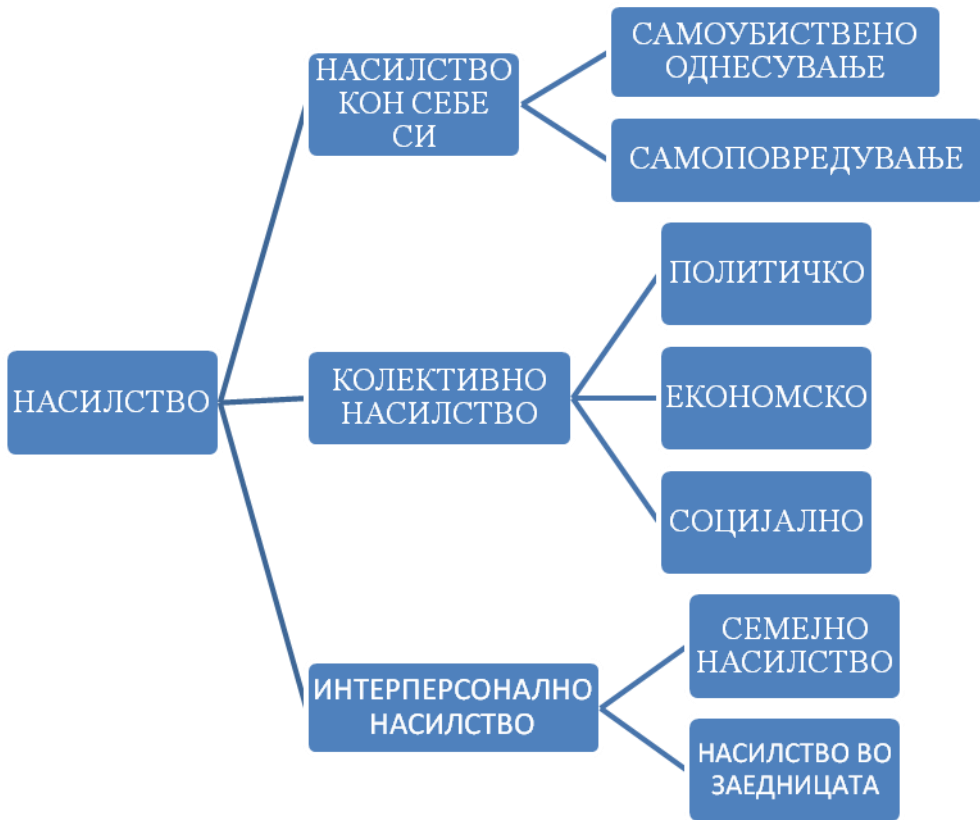 НАСИЛСТВО
НАСИЛСТВО
КОН СЕБЕ
СИ
САМОУБИСТВЕНО
ОДНЕСУВАЊЕ
САМОПОВРЕДУВАЊЕ
КОЛЕКТИВНО
НАСИЛСТВО
ПОЛИТИЧКО
ЕКОНОМСКО
СОЦИЈАЛНО
ИНТЕРПЕРСОНАЛНО
НАСИЛСТВО
СЕМЕЈНО
НАСИЛСТВО
НАСИЛСТВО ВО
ЗАЕДНИЦАТА